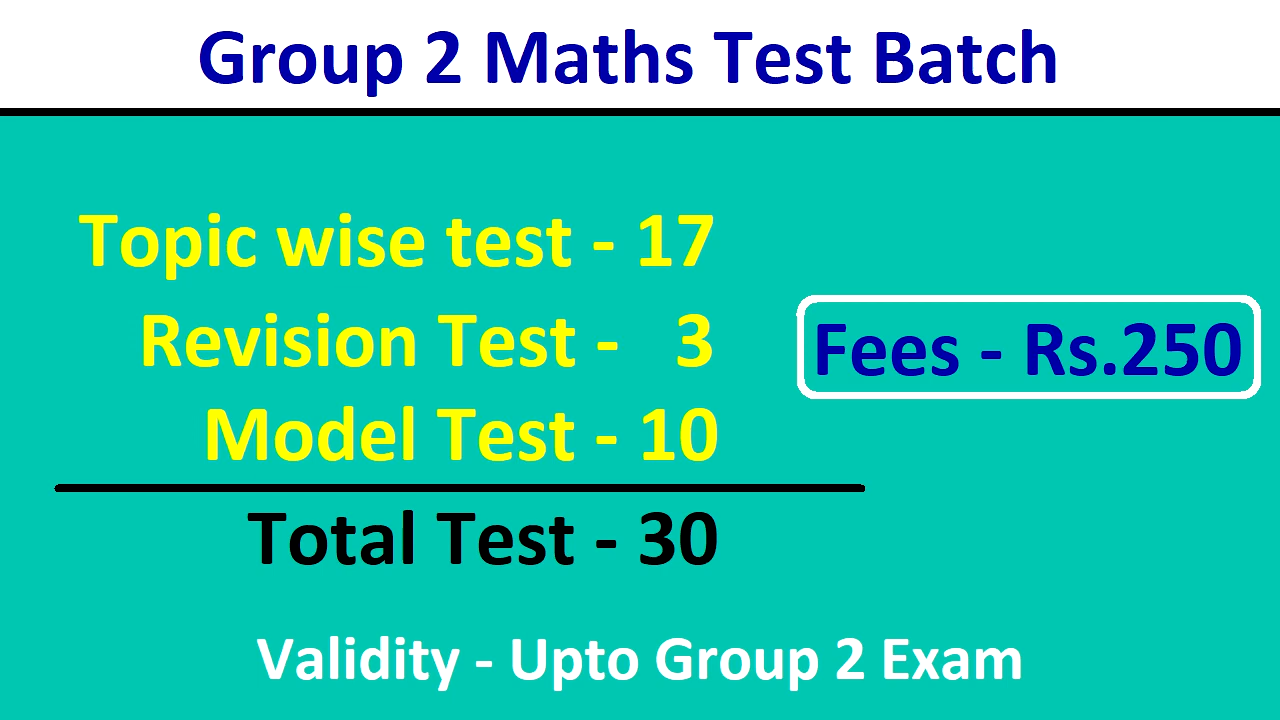 Group 2 Maths Test Batch
Topic wise test - 17
Revision Test - 3
Model Test - 10
Fees - Rs.250
Total Test - 30
Validity - Upto Group 2 Exam